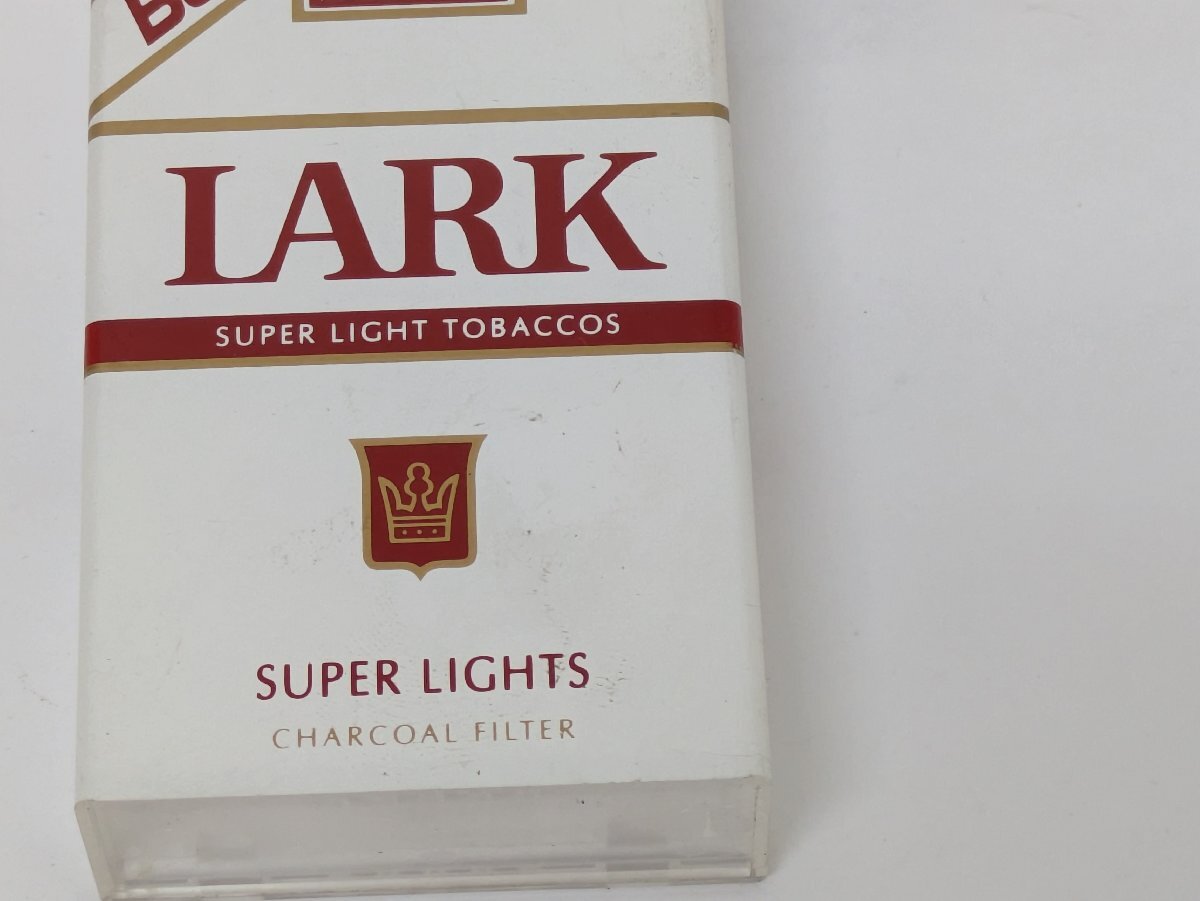 LARK
SUPER LIGHT TOBACCOS
SUPER LIGHTS
CHARCOAL FILTER